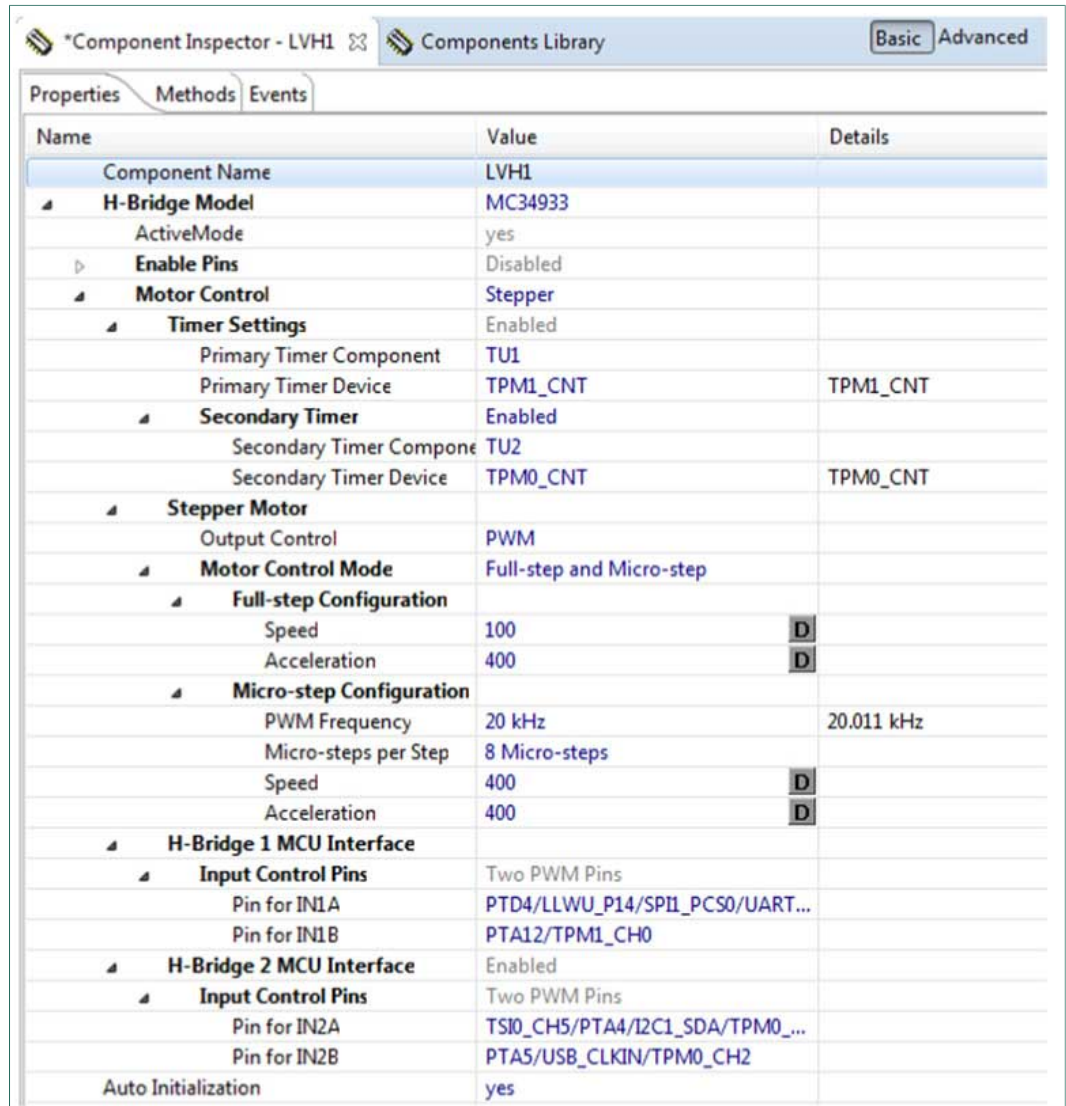 *Component Inspector - LVH1 Components Library Basic Advanced
Properties Methods Events
Name Value Details
Component Name LVH1
H-Bridge Model MC34933
ActiveMode yes
Enable Pins Disabled
Motor Control Stepper
Timer Settings Enabled
Primary Timer Component TU1
Primary Timer Device TPM1_CNT TPM1_CNT
Secondary Timer Enabled
Secondary Timer Compone TU2
Secondary Timer Device TPM0_CNT TPM0_CNT
Stepper Motor
Output Control PWM
Motor Control Mode Full-step and Micro-step
Full-step Configuration
Speed 100 D
Acceleration 400 D
Micro-step Configuration
PWM Frequency 20 kHz 20.011 kHz
Micro-steps per Step 8 Micro-steps
Speed 400 D
Acceleration 400 D
H-Bridge 1 MCU Interface
Input Control Pins Two PWM Pins
Pin for IN1A PTD4/LLWU_P14/SPI1_PCS0/UART...
Pin for IN1B PTA12/TPM1_CH0
H-Bridge 2 MCU Interface Enabled
Input Control Pins Two PWM Pins
Pin for IN2A TSI0_CH5/PTA4/I2C1_SDA/TPM0_...
Pin for IN2B PTA5/USB_CLKIN/TPM0_CH2
Auto Initialization yes